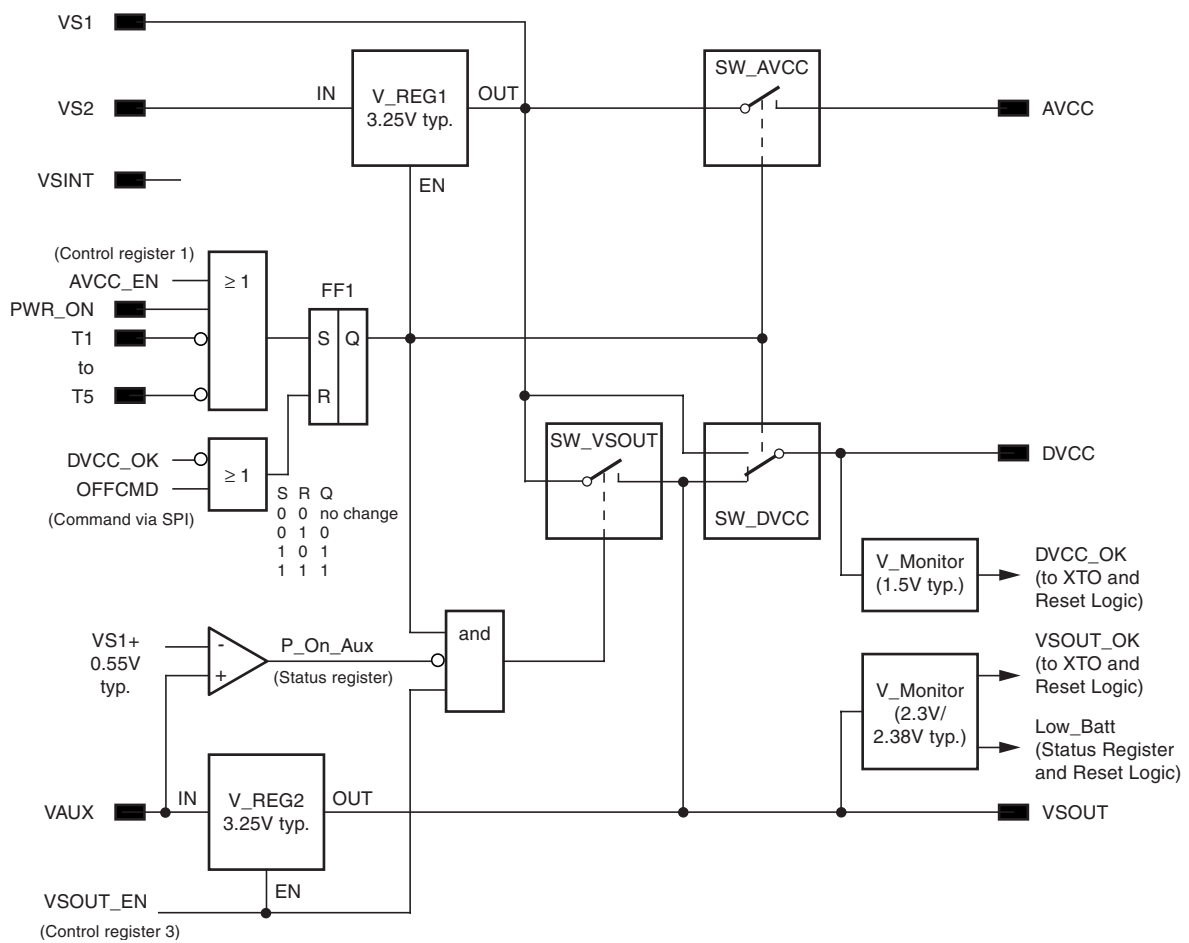 VS1
SW_AVCC
IN
V_REG1
3.25V typ.
OUT
VS2
AVCC
VSINT
EN
(Control register 1)
AVCC_EN
≥ 1
PWR_ON
FF1
T1
S Q
to
T5
R
SW_VSOUT
DVCC_OK
≥ 1
OFFCMD
(Command via SPI)
DVCC
SW_DVCC
S R Q
0 0 no change
0 1 0
1 0 1
1 1 1
V_Monitor
(1.5V typ.)
DVCC_OK
(to XTO and
Reset Logic)
VS1+
0.55V
typ.
-
+
P_On_Aux
(Status register)
and
V_Monitor
(2.3V/
2.38V typ.)
VSOUT_OK
(to XTO and
Reset Logic)
Low_Batt
(Status Register
and Reset Logic)
VAUX
IN
V_REG2
3.25V typ.
OUT
VSOUT
EN
VSOUT_EN
(Control register 3)